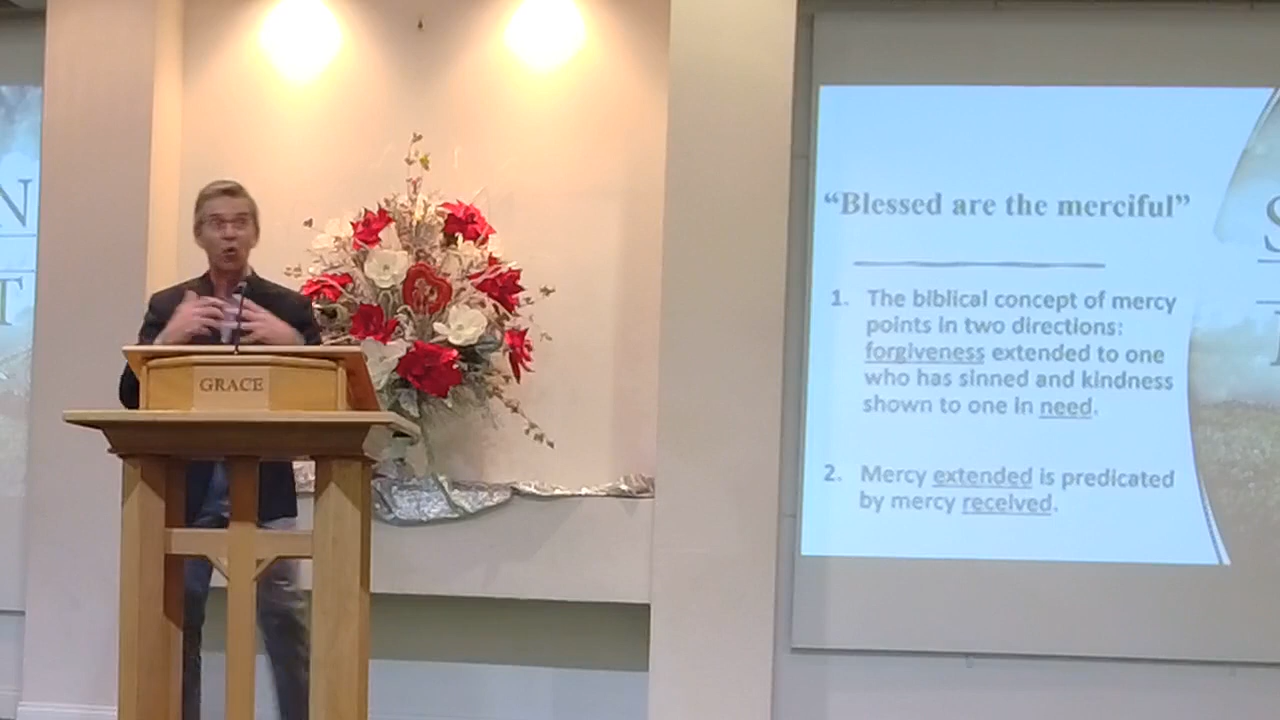 N
T
GRACE
“Blessed are the merciful”
1. The biblical concept of mercy
points in two directions:
forgiveness extended to one
who has sinned and kindness
shown to one in need.
2. Mercy extended is predicated
by mercy received.
S